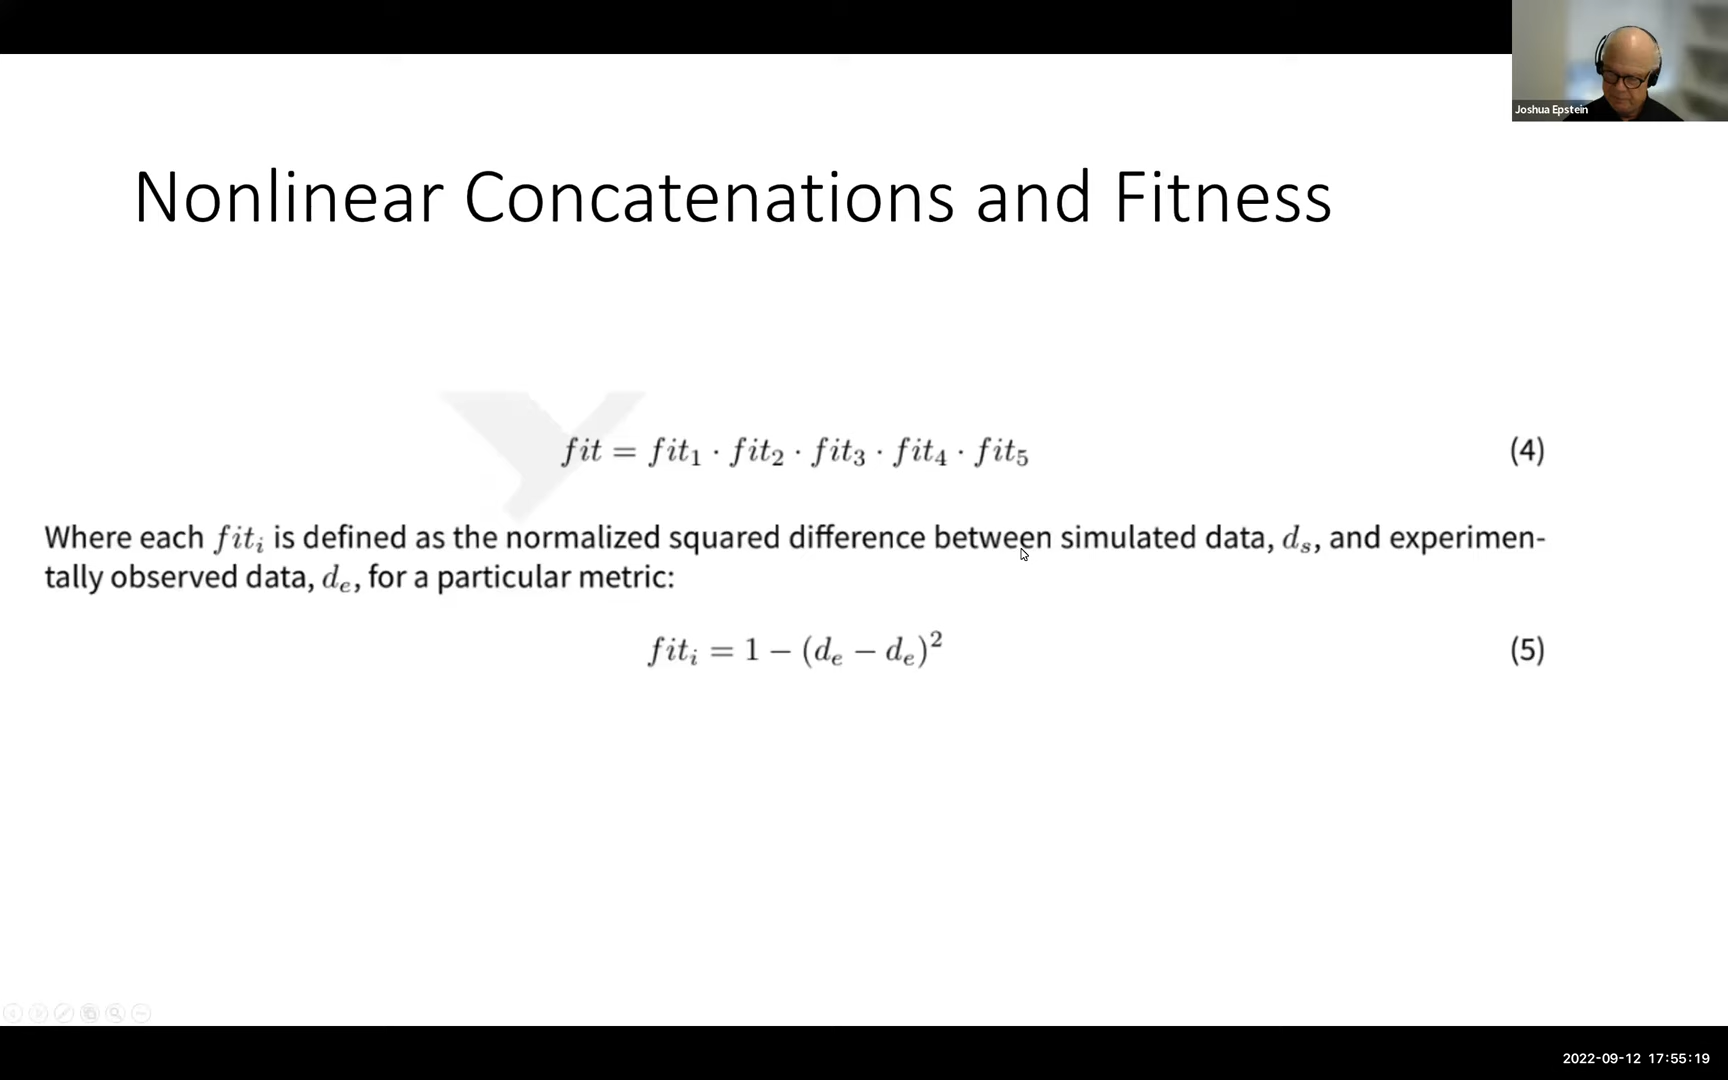 Joshua Epstein
Nonlinear Concatenations and Fitness
fit = fit₁ · fit₂ · fit₃ · fit₄ · fit₅ (4)
Where each fitᵢ is defined as the normalized squared difference between simulated data, dₛ, and experimen-
tally observed data, dₑ, for a particular metric:
fitᵢ = 1 − (dₑ − dₑ)² (5)
2022-09-12 17:55:19